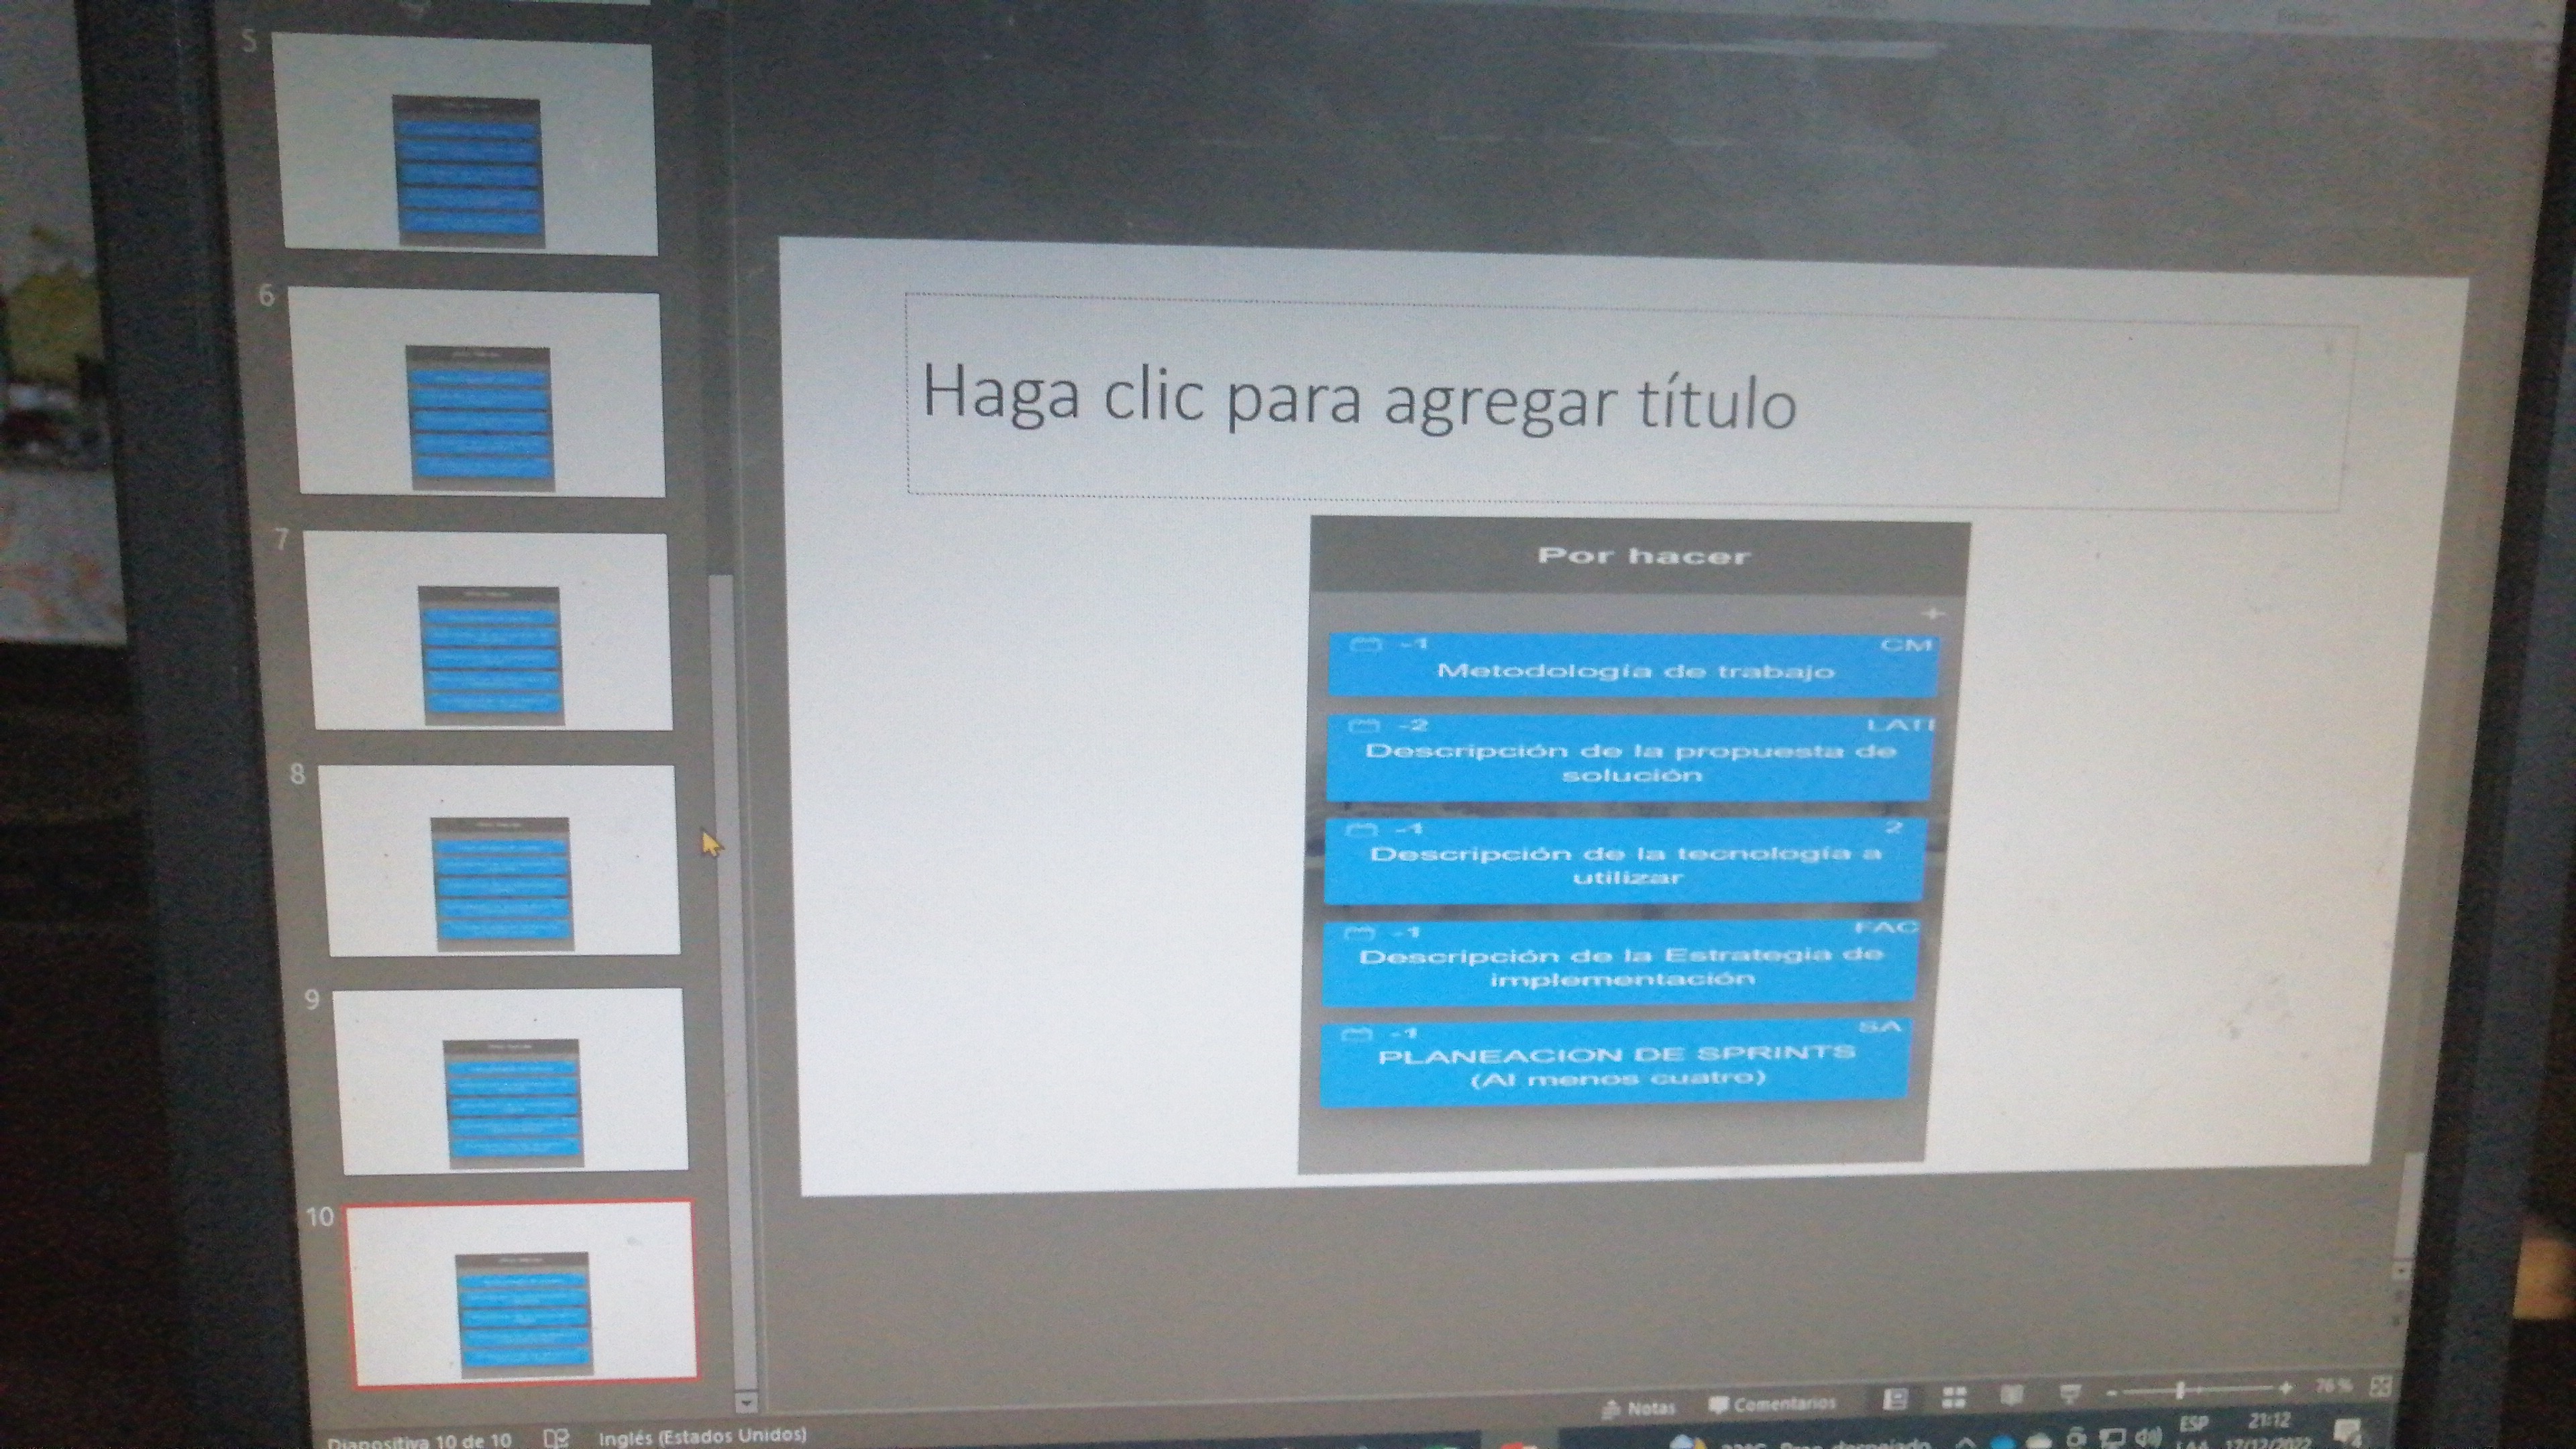 5
6
7
8
9
10
Haga clic para agregar título
Por hacer
+
-1 CM
Metodología de trabajo
-2 LATI
Descripción de la propuesta de
solución
-1 2
Descripción de la tecnología a
utilizar
-1 FAC
Descripción de la Estrategia de
implementación
-1 SA
PLANEACION DE SPRINTS
(Al menos cuatro)
Notas Comentarios - + 76 %
Diapositiva 10 de 10 Inglés (Estados Unidos)
ESP 21:12
17/12/2022